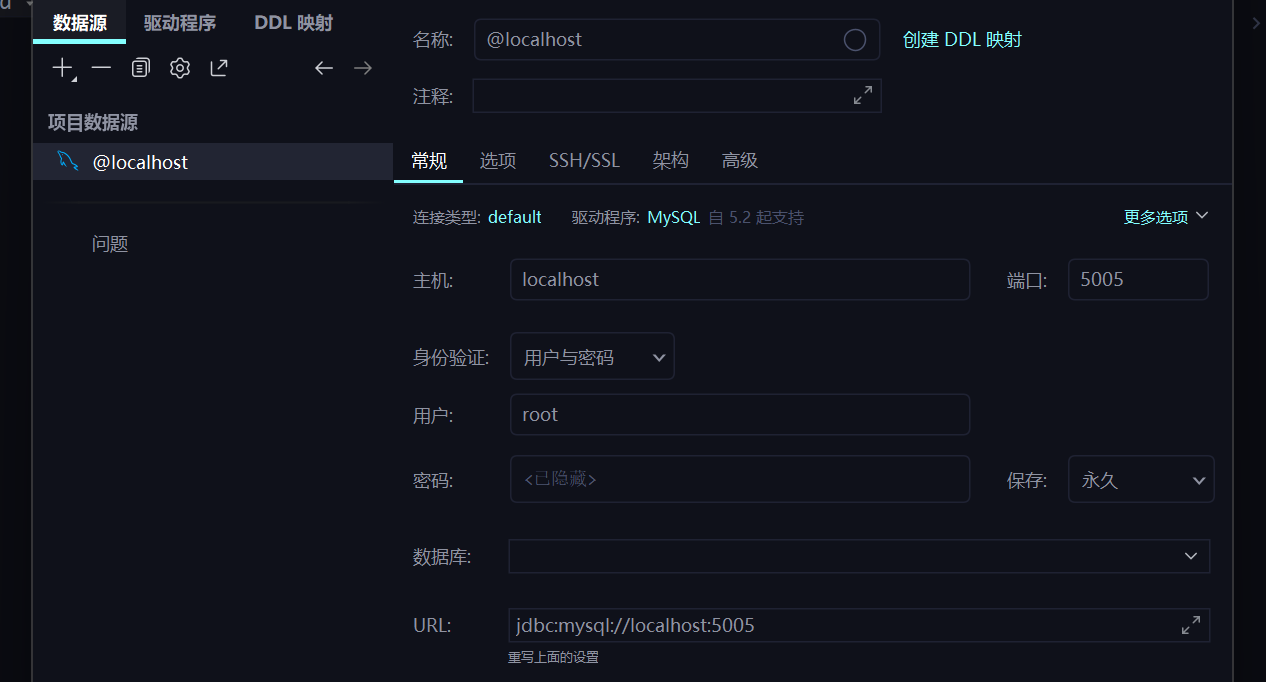 数据源 驱动程序 DDL 映射
名称: @localhost 创建 DDL 映射
注释:
项目数据源
@localhost
问题
常规 选项 SSH/SSL 架构 高级
连接类型: default 驱动程序: MySQL 自 5.2 起支持 更多选项
主机: localhost 端口: 5005
身份验证: 用户与密码
用户: root
密码: <已隐藏> 保存: 永久
数据库:
URL: jdbc:mysql://localhost:5005
重写上面的设置